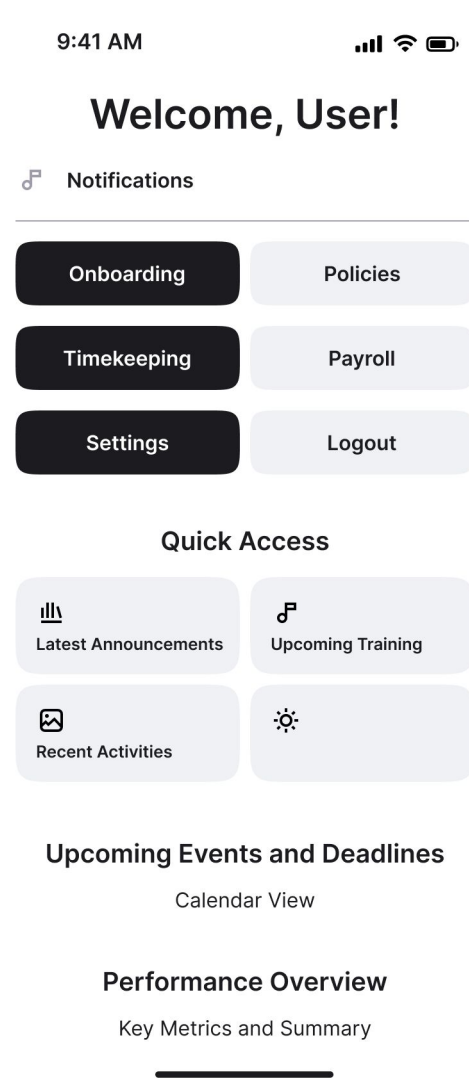 9:41 AM
Welcome, User!
Notifications
Onboarding
Policies
Timekeeping
Payroll
Settings
Logout
Quick Access
Latest Announcements
Upcoming Training
Recent Activities
Upcoming Events and Deadlines
Calendar View
Performance Overview
Key Metrics and Summary